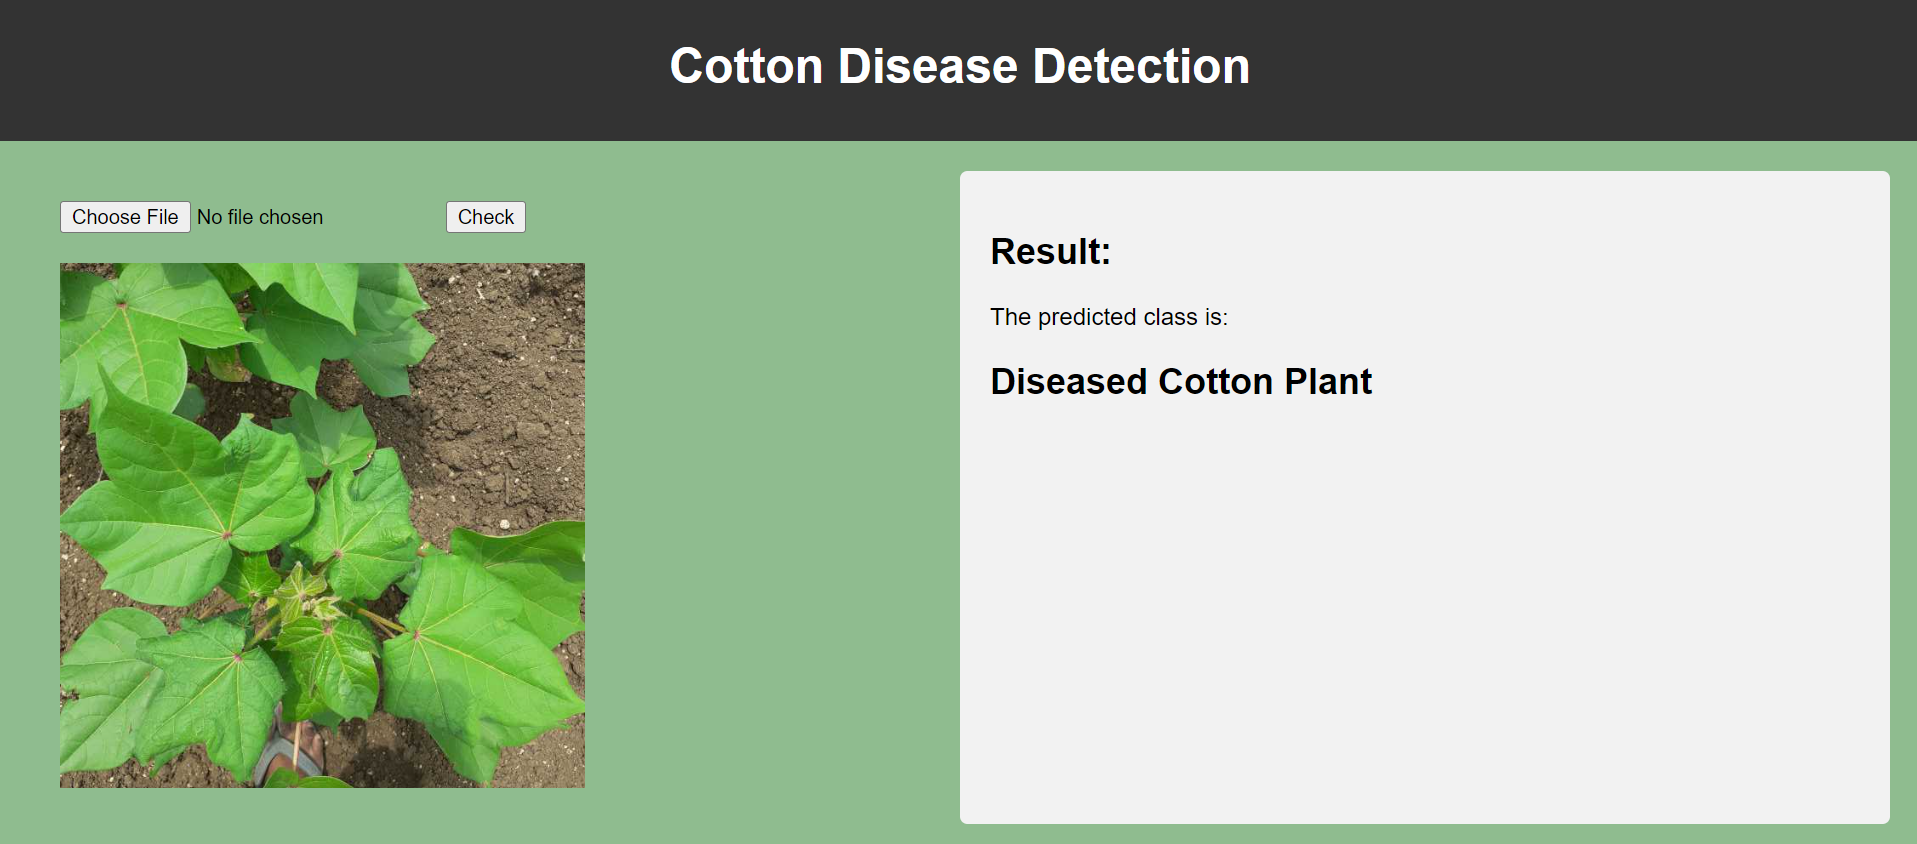 Cotton Disease Detection
Choose File No file chosen Check
Result:
The predicted class is:
Diseased Cotton Plant